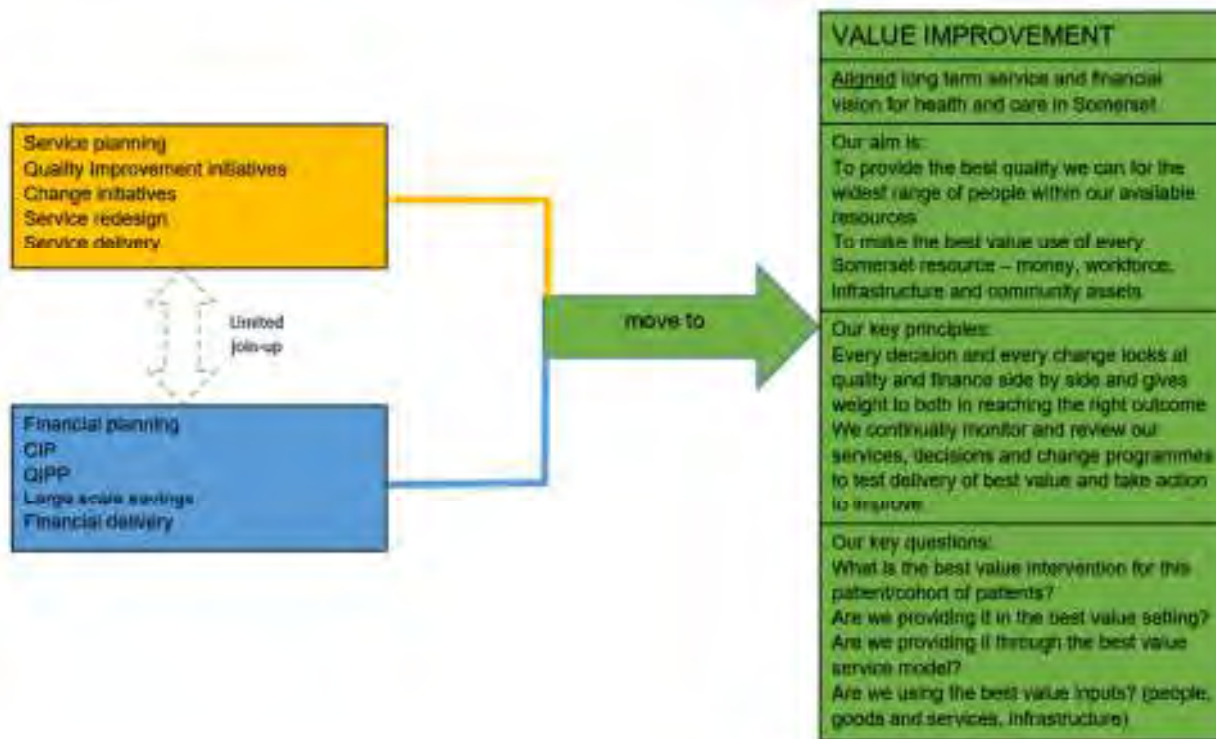 Service planning
Quality Improvement initiatives
Change initiatives
Service redesign
Service delivery
Limited
join-up
Financial planning
CIP
QIPP
Large scale savings
Financial delivery
move to
VALUE IMPROVEMENT
Aligned long term service and financial
vision for health and care in Somerset
Our aim is:
To provide the best quality we can for the
widest range of people within our available
resources
To make the best value use of every
Somerset resource – money, workforce,
infrastructure and community assets
Our key principles:
Every decision and every change looks at
quality and finance side by side and gives
weight to both in reaching the right outcome
We continually monitor and review our
services, decisions and change programmes
to test delivery of best value and take action
to improve
Our key questions:
What is the best value intervention for this
patient/cohort of patients?
Are we providing it in the best value setting?
Are we providing it through the best value
service model?
Are we using the best value inputs? (people,
goods and services, infrastructure)